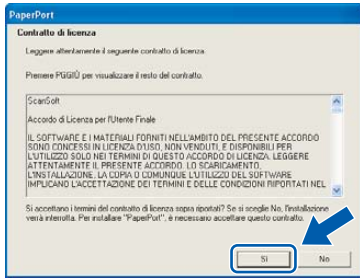 PaperPort
Contratto di licenza
Leggere attentamente il seguente contratto di licenza.
Premere PGGIÙ per visualizzare il resto del contratto.
ScanSoft
Accordo di Licenza per l'Utente Finale
IL SOFTWARE E I MATERIALI FORNITI NELL'AMBITO DEL PRESENTE ACCORDO
SONO CONCESSI IN LICENZA D'USO, NON VENDUTI, E DISPONIBILI PER
L'UTILIZZO SOLO NEI TERMINI DI QUESTO ACCORDO DI LICENZA. LEGGERE
ATTENTAMENTE IL PRESENTE ACCORDO. LO SCARICAMENTO,
L'INSTALLAZIONE, LA COPIA O COMUNQUE L'UTILIZZO DEL SOFTWARE
IMPLICANO L'ACCETTAZIONE DEI TERMINI E DELLE CONDIZIONI RIPORTATI NEL
Si accettano i termini del contratto di licenza sopra riportati? Se si sceglie No, l'installazione
verrà interrotta. Per installare "PaperPort", è necessario accettare questo contratto.
Sì
No